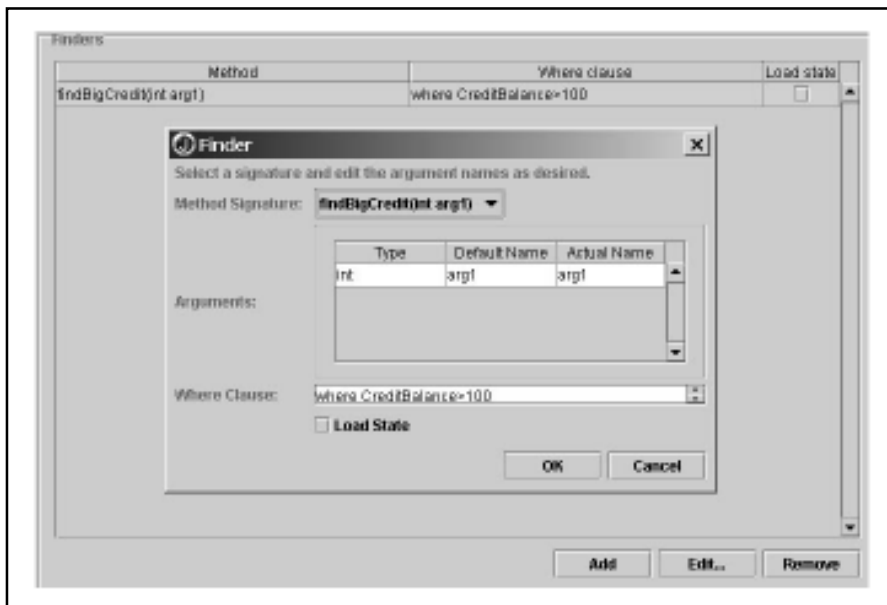 Finders
Method Where clause Load state
findBigCredit(int arg1) where CreditBalance>100
Finder
Select a signature and edit the argument names as desired.
Method Signature: findBigCredit(int arg1)
Type Default Name Actual Name
int arg1 arg1
Arguments:
Where Clause: where CreditBalance>100
Load State
OK Cancel
Add Edit... Remove